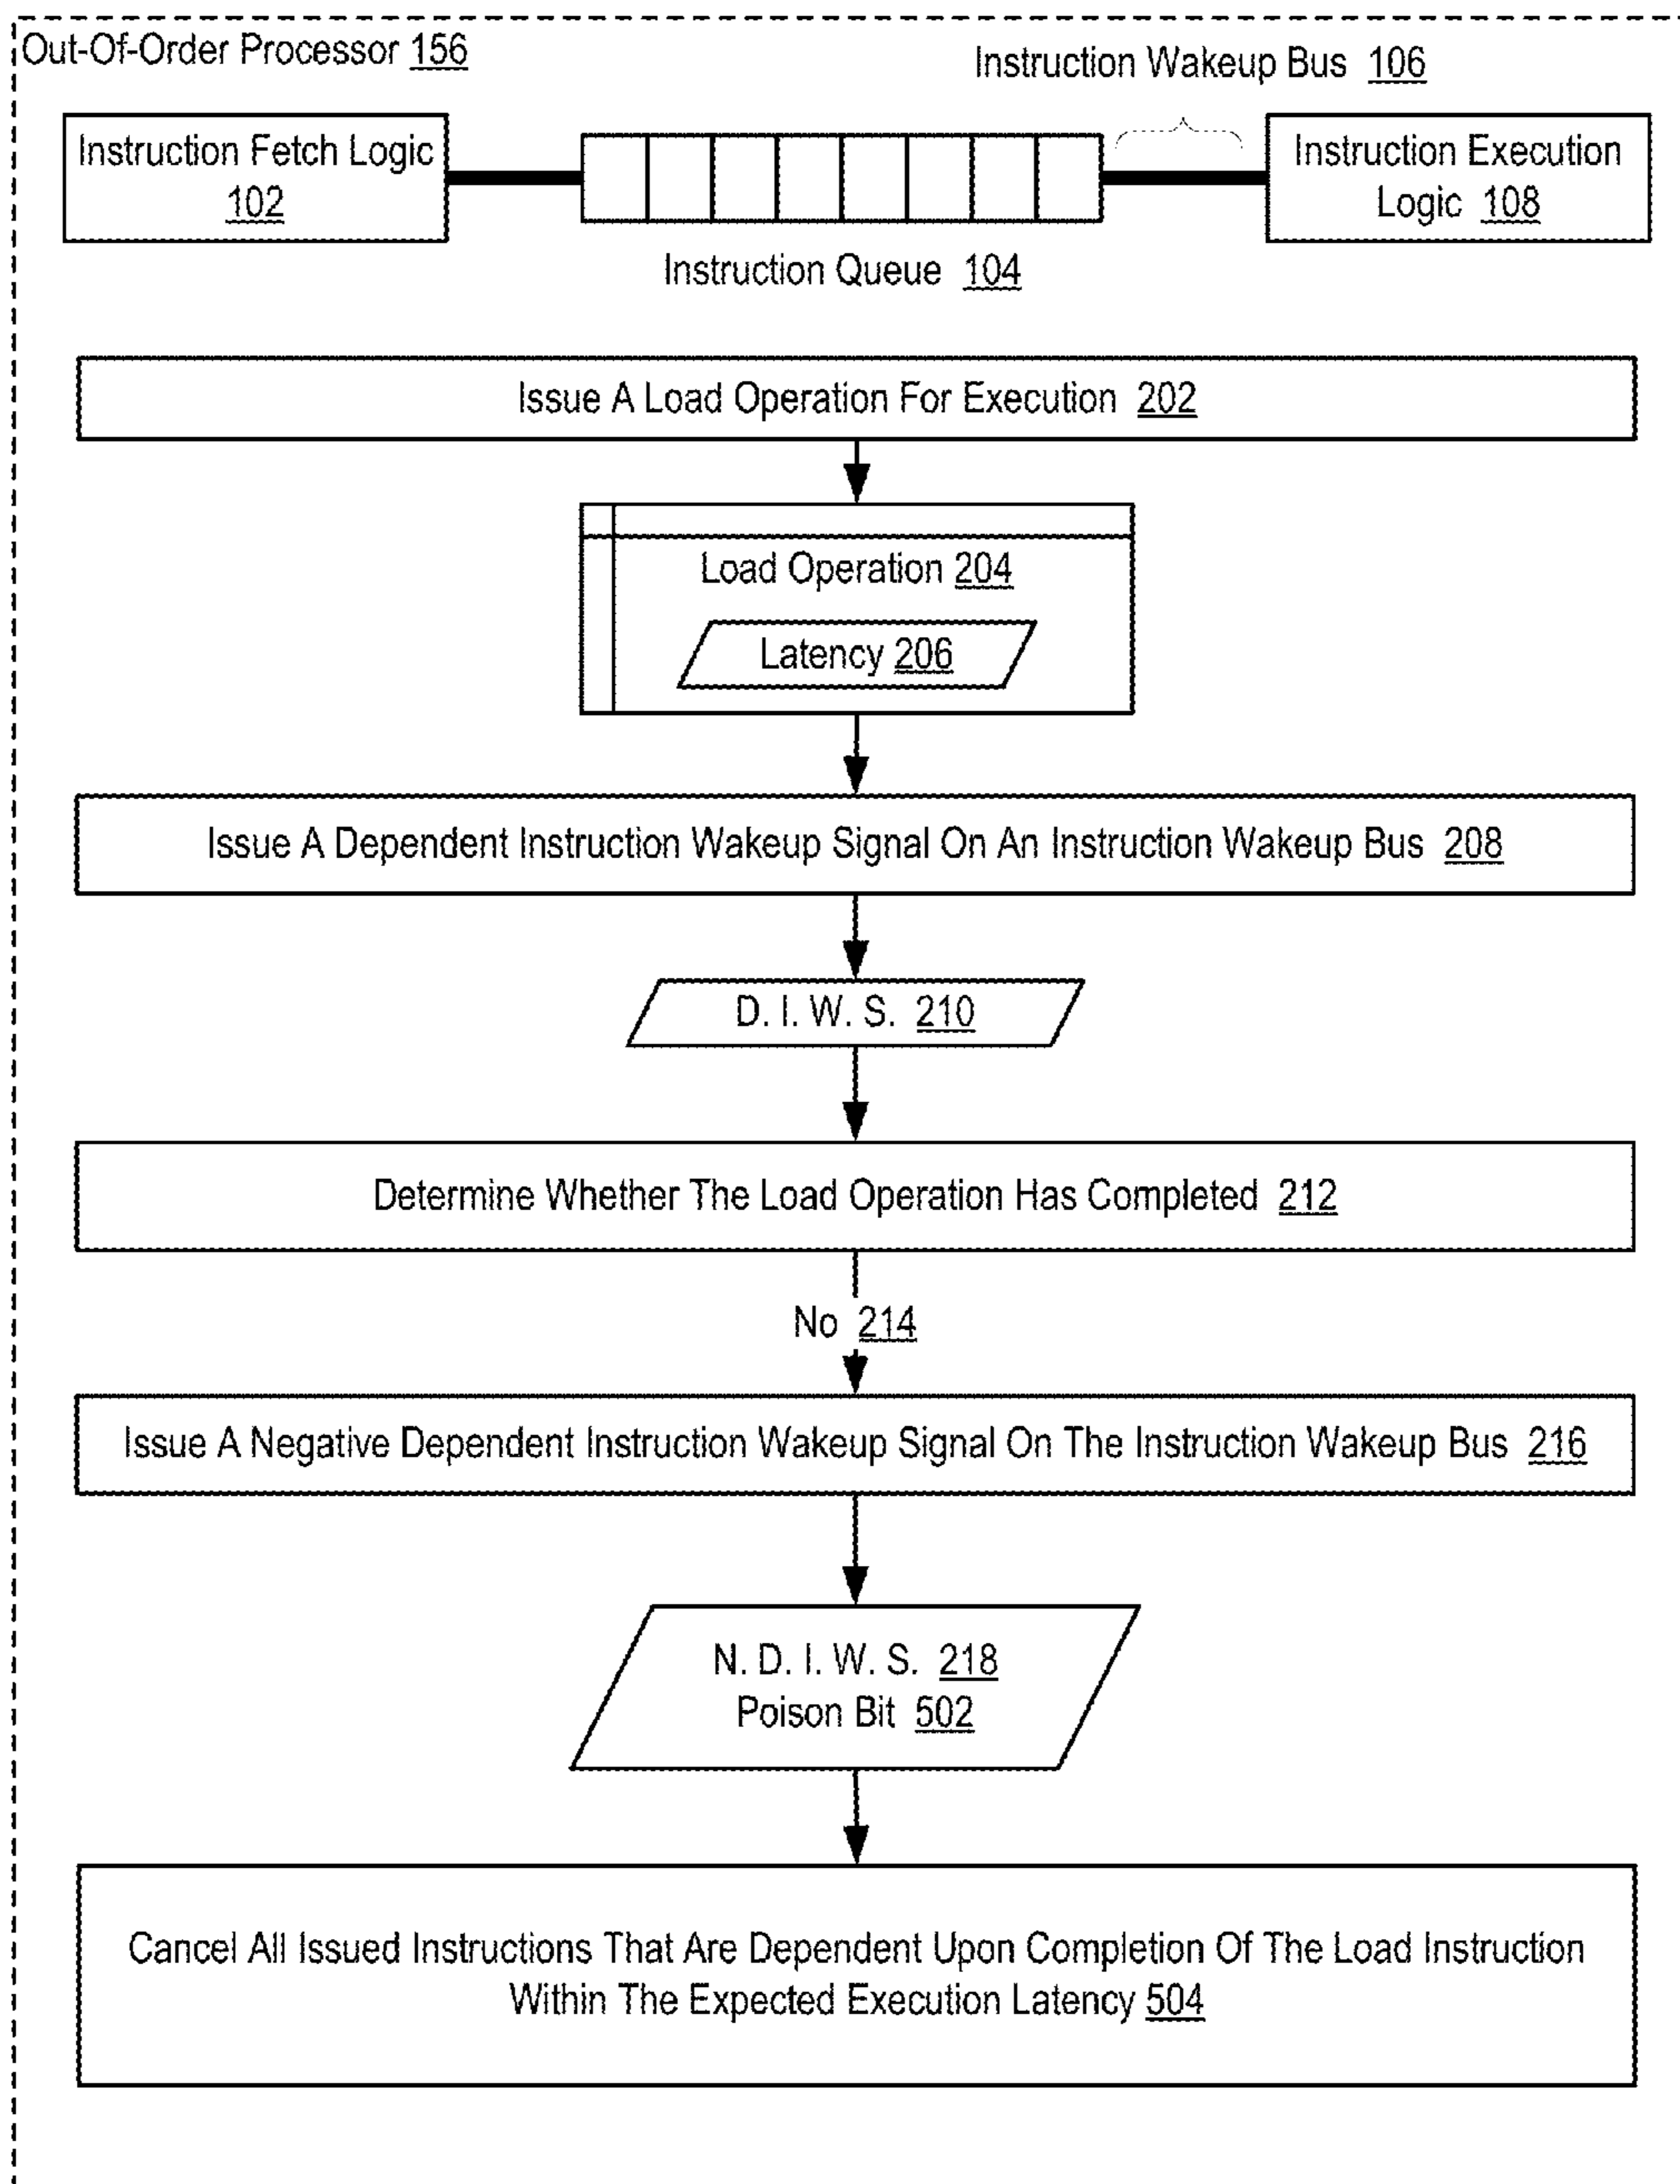 Out-Of-Order Processor 156
Instruction Wakeup Bus 106
Instruction Fetch Logic
102
Instruction Execution
Logic 108
Instruction Queue 104
Issue A Load Operation For Execution 202
Load Operation 204
Latency 206
Issue A Dependent Instruction Wakeup Signal On An Instruction Wakeup Bus 208
D. I. W. S. 210
Determine Whether The Load Operation Has Completed 212
No 214
Issue A Negative Dependent Instruction Wakeup Signal On The Instruction Wakeup Bus 216
N. D. I. W. S. 218
Poison Bit 502
Cancel All Issued Instructions That Are Dependent Upon Completion Of The Load Instruction
Within The Expected Execution Latency 504